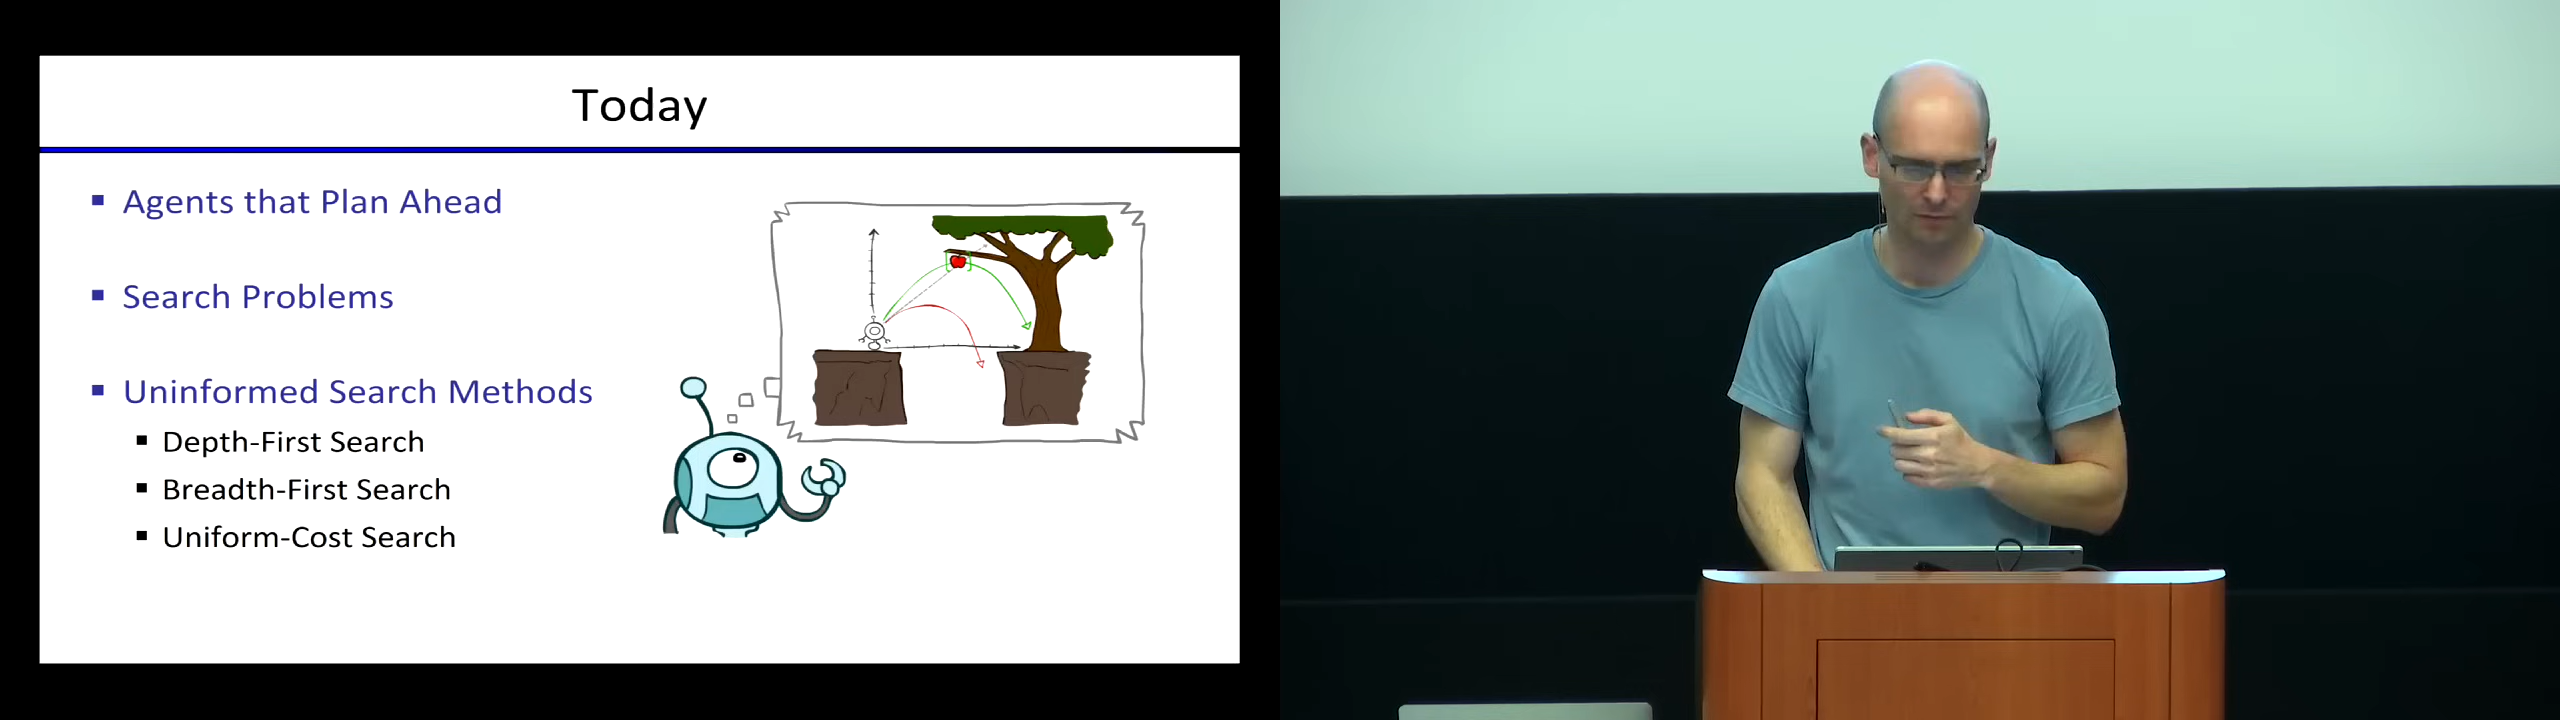 Today
Agents that Plan Ahead
Search Problems
Uninformed Search Methods
Depth-First Search
Breadth-First Search
Uniform-Cost Search